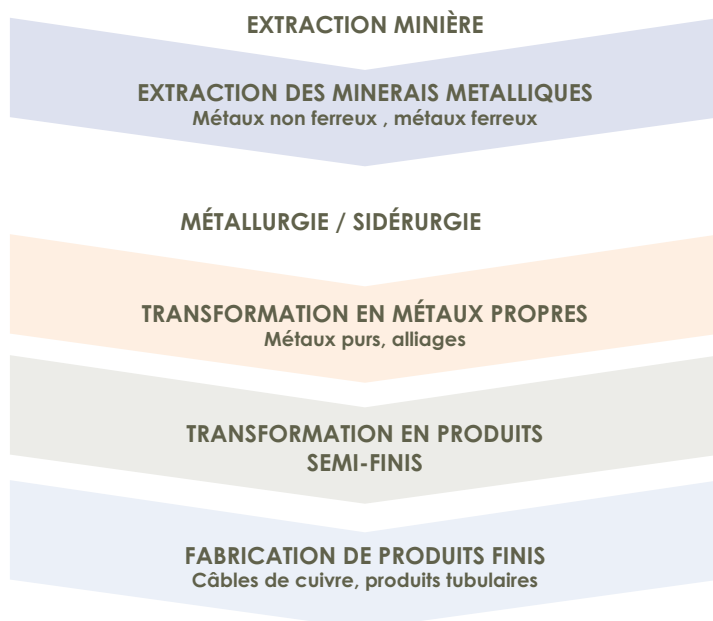 EXTRACTION MINIÈRE
EXTRACTION DES MINERAIS METALLIQUES
Métaux non ferreux , métaux ferreux
MÉTALLURGIE / SIDÉRURGIE
TRANSFORMATION EN MÉTAUX PROPRES
Métaux purs, alliages
TRANSFORMATION EN PRODUITS
SEMI-FINIS
FABRICATION DE PRODUITS FINIS
Câbles de cuivre, produits tubulaires